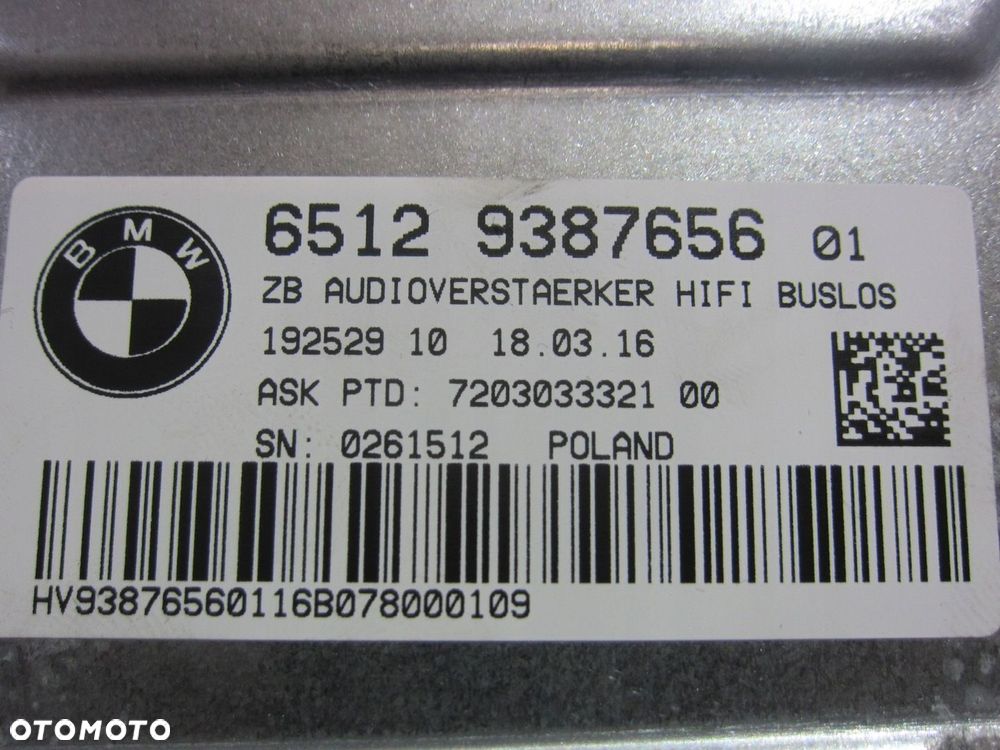 BMW
6512 9387656 01
ZB AUDIOVERSTAERKER HIFI BUSLOS
192529 10 18.03.16
ASK PTD: 7203033321 00
SN: 0261512 POLAND
HV93876560116B078000109
OTOMOTO